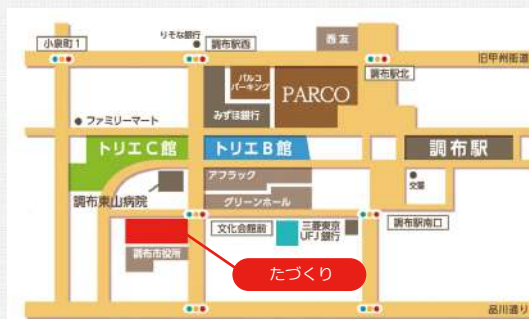 小島町1
りそな銀行
調布駅西
西友
旧甲州街道
パルコ
パーキング
PARCO
調布駅北
みずほ銀行
ファミリーマート
トリエC館
トリエB館
調布駅
アフラック
交番
調布東山病院
グリーンホール
文化会館前
三菱東京
UFJ銀行
調布駅南口
調布市役所
たづくり
品川通り